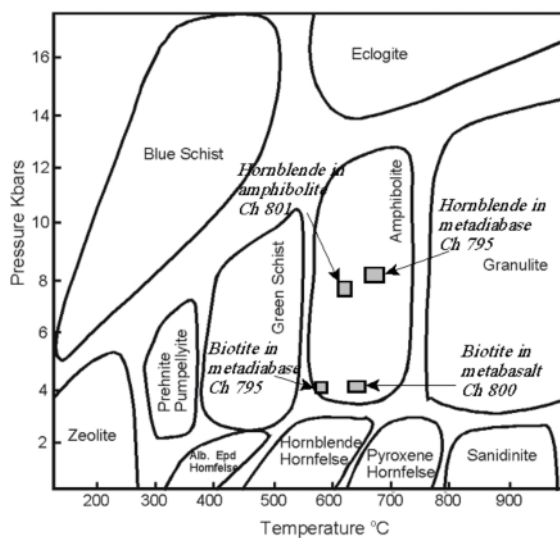 Pressure Kbars
16
14
12
10
8
6
4
2
Eclogite
Blue Schist
Hornblende in
amphibolite
Ch 801
Amphibolite
Hornblende in
metadiabase
Ch 795
Granulite
Green Schist
Prehnite
Pumpellyite
Biotite in
metadiabase
Ch 795
Biotite in
metabasalt
Ch 800
Zeolite
Alb. Epd
Hornfelse
Hornblende
Hornfelse
Pyroxene
Hornfelse
Sanidinite
200 300 400 500 600 700 800 900
Temperature °C